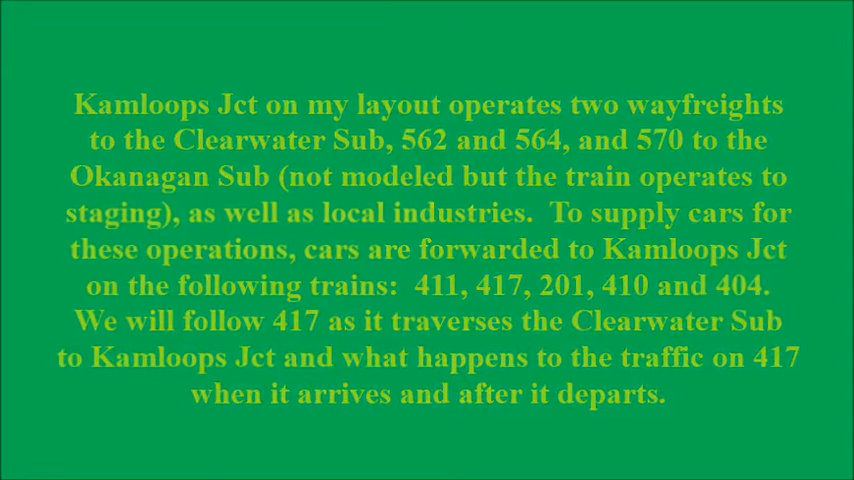 Kamloops Jct on my layout operates two wayfreights
to the Clearwater Sub, 562 and 564, and 570 to the
Okanagan Sub (not modeled but the train operates to
staging), as well as local industries.  To supply cars for
these operations, cars are forwarded to Kamloops Jct
on the following trains:  411, 417, 201, 410 and 404.
We will follow 417 as it traverses the Clearwater Sub
to Kamloops Jct and what happens to the traffic on 417
when it arrives and after it departs.